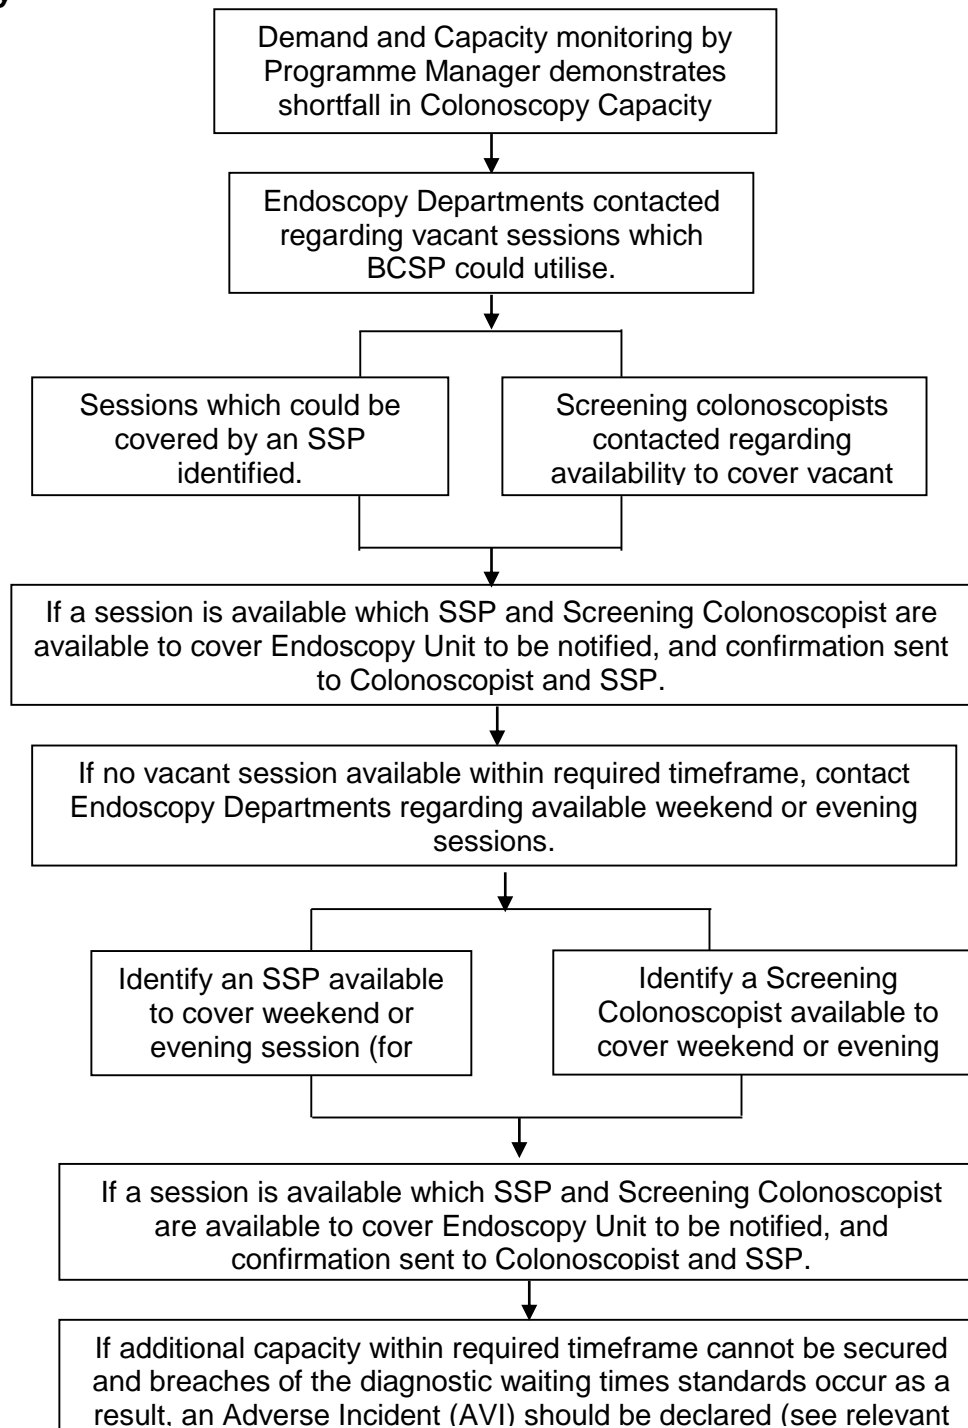 Demand and Capacity monitoring by
Programme Manager demonstrates
shortfall in Colonoscopy Capacity
Endoscopy Departments contacted
regarding vacant sessions which
BCSP could utilise.
Sessions which could be
covered by an SSP
identified.
Screening colonoscopists
contacted regarding
availability to cover vacant
If a session is available which SSP and Screening Colonoscopist are
available to cover Endoscopy Unit to be notified, and confirmation sent
to Colonoscopist and SSP.
If no vacant session available within required timeframe, contact
Endoscopy Departments regarding available weekend or evening
sessions.
Identify an SSP available
to cover weekend or
evening session (for
Identify a Screening
Colonoscopist available to
cover weekend or evening
If a session is available which SSP and Screening Colonoscopist
are available to cover Endoscopy Unit to be notified, and
confirmation sent to Colonoscopist and SSP.
If additional capacity within required timeframe cannot be secured
and breaches of the diagnostic waiting times standards occur as a
result, an Adverse Incident (AVI) should be declared (see relevant